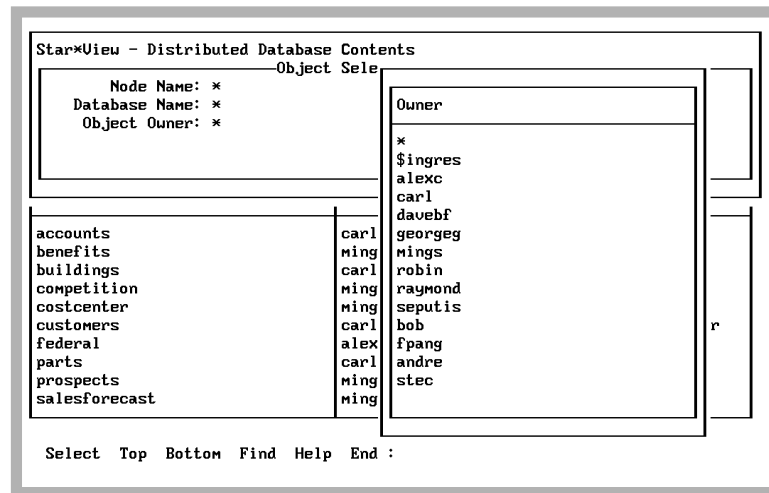 Star*View - Distributed Database Contents
Object Sele
Node Name: *
Database Name: *
Object Owner: *
Owner
*
$ingres
alexc
carl
davebf
georgeg
mings
robin
raymond
seputis
bob
fpang
andre
stec
accounts carl
benefits ming
buildings carl
competition ming
costcenter ming
customers carl r
federal alex
parts carl
prospects ming
salesforecast ming
Select Top Bottom Find Help End :